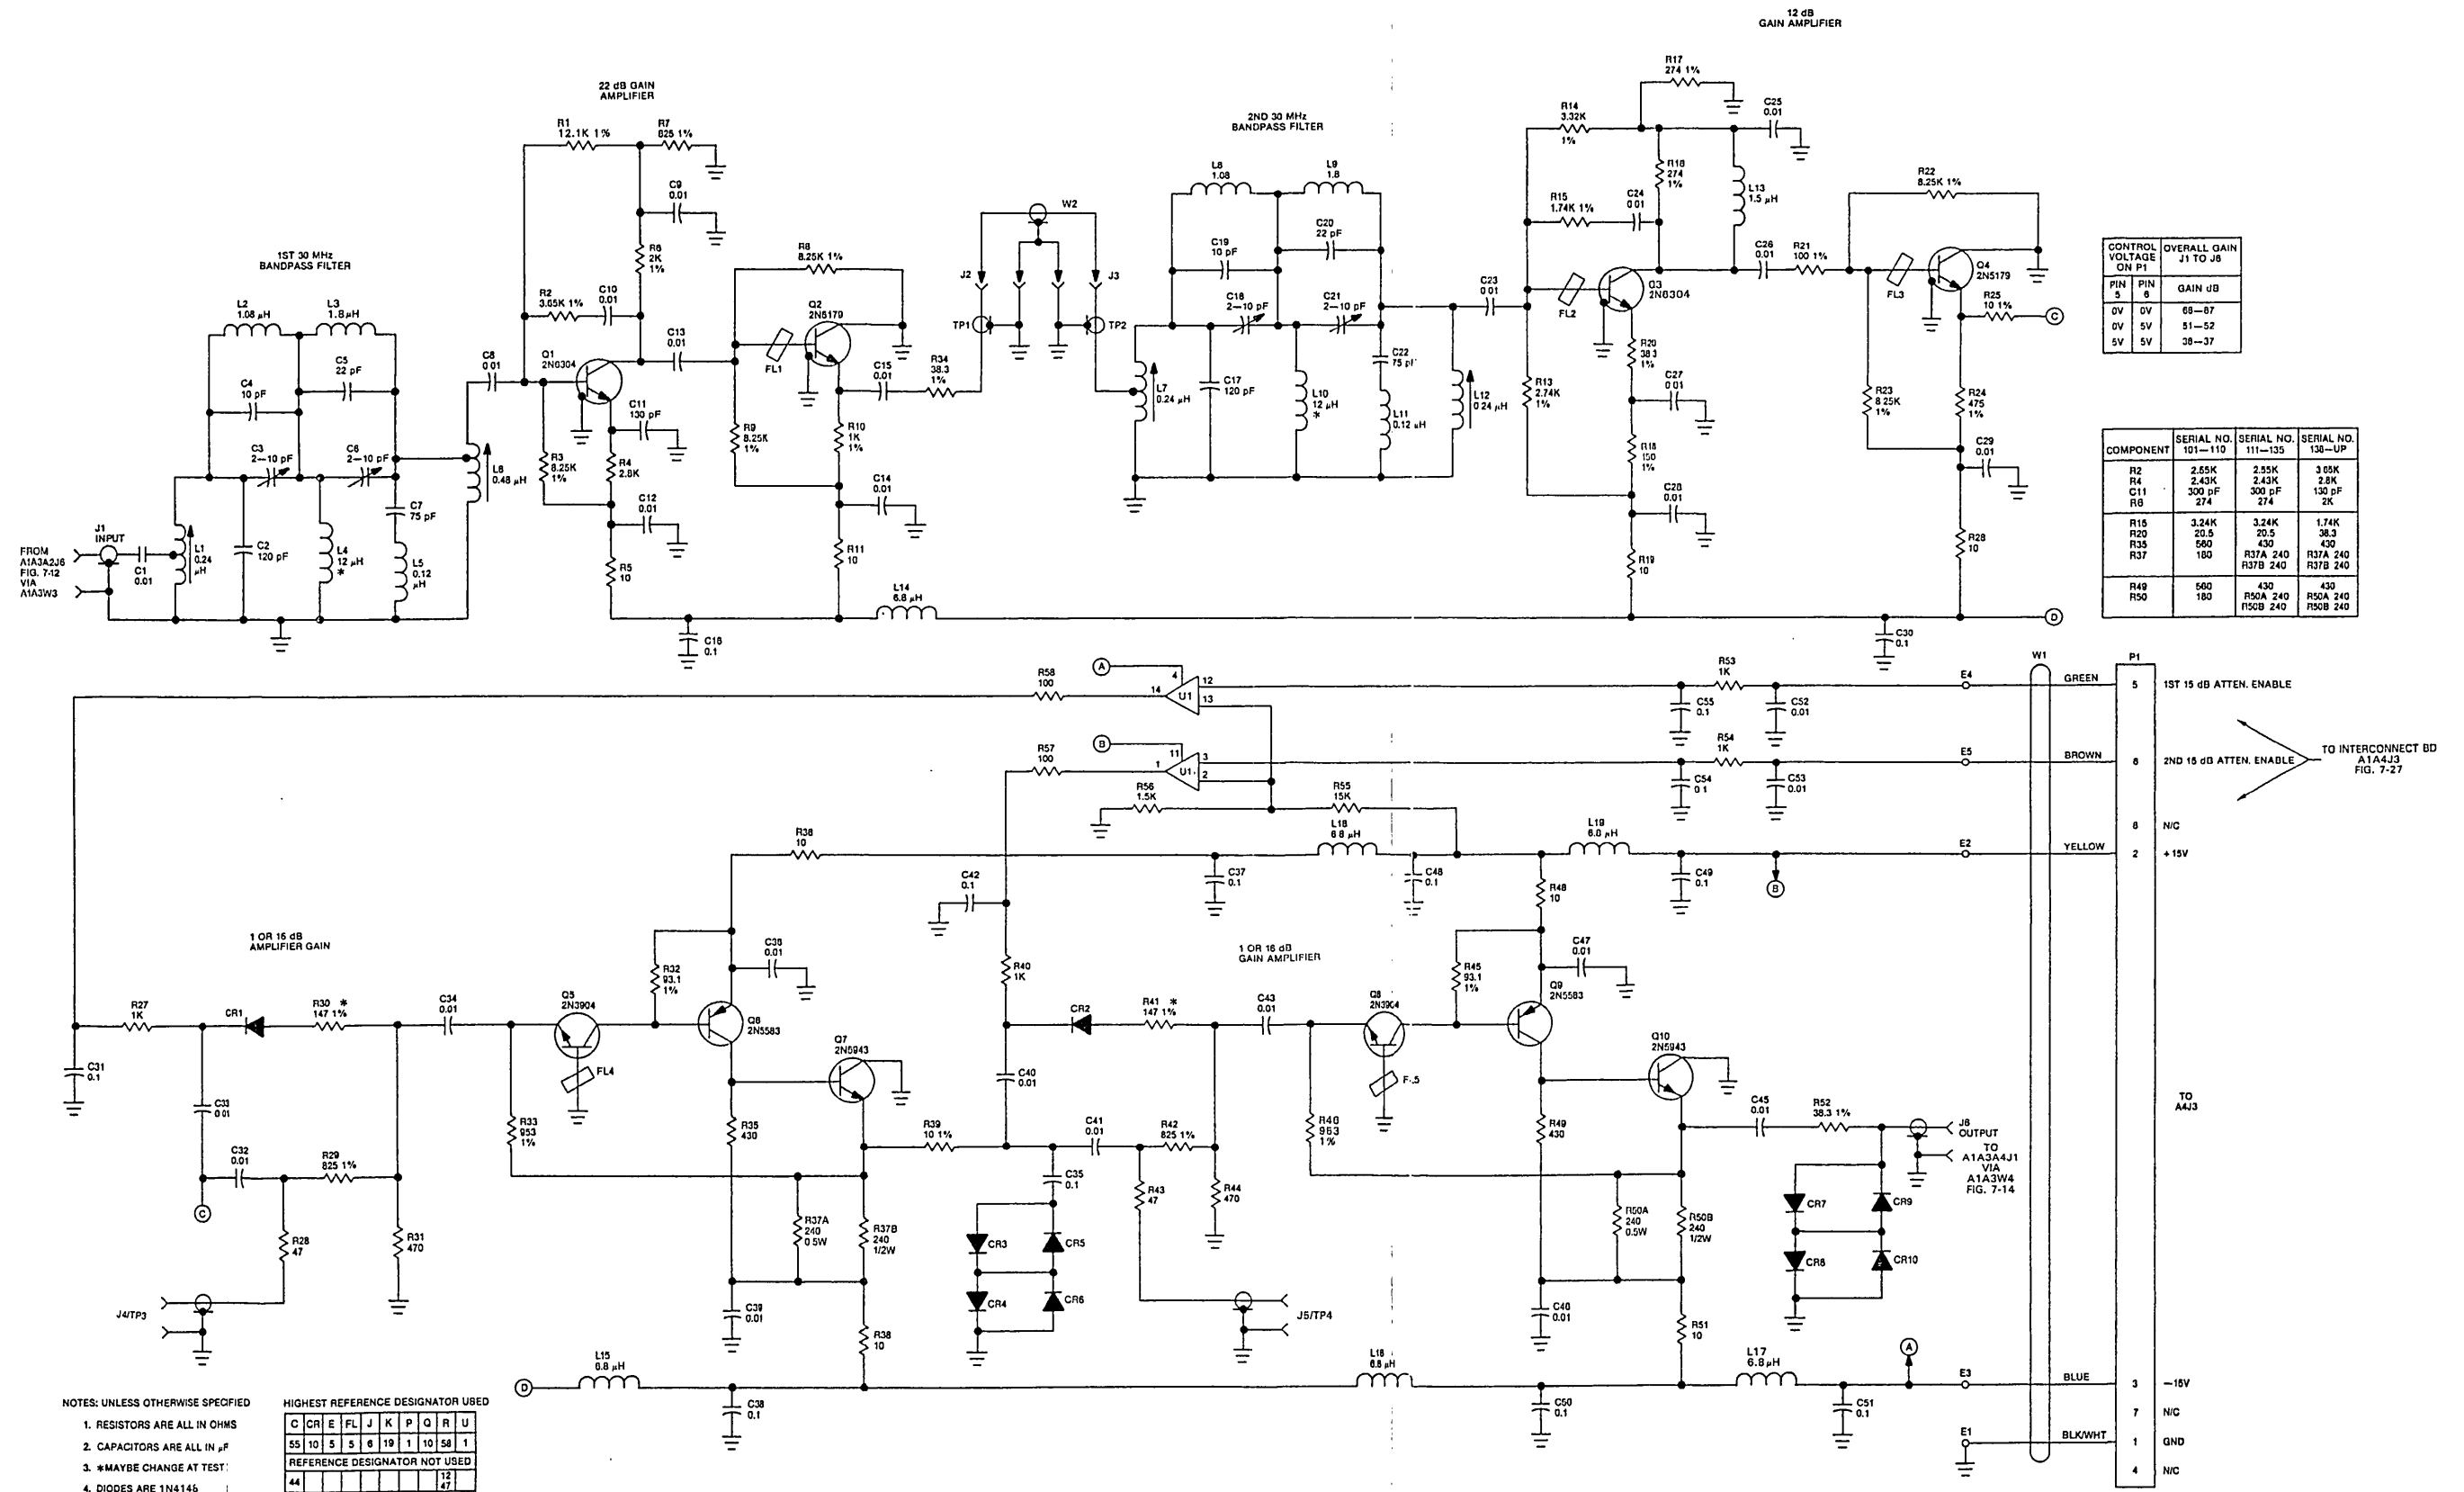 12 dB
GAIN AMPLIFIER
22 dB GAIN
AMPLIFIER
2ND 30 MHz
BANDPASS FILTER
1ST 30 MHz
BANDPASS FILTER
R1
12.1K 1%
R7
825 1%
C9
0.01
R6
2K
1%
R2
3.65K 1%
C10
0.01
R8
8.25K 1%
Q2
2N5179
C13
0.01
FL1
L2
1.08 µH
L3
1.8 µH
C5
22 pF
C4
10 pF
C3
2–10 pF
C6
2–10 pF
C8
0.01
Q1
2N6304
C11
130 pF
R3
8.25K
1%
R4
2.8K
C12
0.01
R5
10
R9
8.25K
1%
R10
1K
1%
C14
0.01
R11
10
C15
0.01
R34
38.3
1%
L6
0.48 µH
C7
75 pF
J1
INPUT
FROM
A1A3A2J6
FIG. 7-12
VIA
A1A3W3
C1
0.01
L1
0.24
µH
C2
120 pF
L4
12 µH
*
L5
0.12
µH
C16
0.1
L14
6.8 µH
W2
J2
J3
TP1
TP2
L8
1.08
L9
1.8
C20
22 pF
C19
10 pF
C18
2–10 pF
C21
2–10 pF
C22
75 pF
L7
0.24 µH
C17
120 pF
L10
12 µH
*
L11
0.12 µH
L12
0.24 µH
C23
0.01
R17
274 1%
R14
3.32K
1%
C25
0.01
R16
274
1%
L13
1.5 µH
R15
1.74K 1%
C24
0.01
FL2
Q3
2N6304
C26
0.01
R21
100 1%
R22
8.25K 1%
Q4
2N5179
FL3
R25
10 1%
C
R20
38.3
1%
C27
0.01
R13
2.74K
1%
R18
150
1%
C28
0.01
R19
10
R23
8.25K
1%
R24
475
1%
C29
0.01
R26
10
C30
0.1
D
CONTROL VOLTAGE ON P1 OVERALL GAIN J1 TO J6
PIN 5 PIN 6 GAIN dB
0V 0V 68–67
0V 5V 51–52
5V 5V 36–37
COMPONENT SERIAL NO. 101–110 SERIAL NO. 111–135 SERIAL NO. 136–UP
R2 2.55K 2.55K 3.65K
R4 2.43K 2.43K 2.8K
C11 300 pF 300 pF 130 pF
R6 274 274 2K
R15 3.24K 3.24K 1.74K
R20 20.5 20.5 38.3
R35 560 430 430
R37 180 R37A 240 R37A 240
R37B 240 R37B 240
R49 560 430 430
R50 180 R50A 240 R50A 240
R50B 240 R50B 240
A
4
R58
100
14
U1
12
13
R53
1K
C55
0.1
C52
0.01
E4
GREEN
W1
P1
5
1ST 15 dB ATTEN. ENABLE
B
11
R57
100
1
U1
3
2
R54
1K
C54
0.1
C53
0.01
E5
BROWN
6
2ND 15 dB ATTEN. ENABLE
TO INTERCONNECT BD
A1A4J3
FIG. 7-27
R56
1.5K
R55
15K
8
N/C
R36
10
L18
6.8 µH
L19
6.8 µH
E2
YELLOW
2
+15V
C37
0.1
C48
0.1
C49
0.1
B
C42
0.1
R48
10
1 OR 16 dB
AMPLIFIER GAIN
1 OR 16 dB
GAIN AMPLIFIER
R32
93.1
1%
C36
0.01
R40
1K
R45
93.1
1%
C47
0.01
R27
1K
CR1
R30 *
147 1%
C34
0.01
Q5
2N3904
Q6
2N5583
CR2
R41 *
147 1%
C43
0.01
Q8
2N3904
Q9
2N5583
C31
0.1
C33
0.01
FL4
Q7
2N5943
C40
0.01
Q10
2N5943
R33
953
1%
R35
430
R39
10 1%
C41
0.01
R42
825 1%
R49
430
C45
0.01
R52
38.3 1%
J6
OUTPUT
TO
A1A3A4J1
VIA
A1A3W4
FIG. 7-14
TO
A4J3
C32
0.01
R29
825 1%
C
R28
47
R31
470
J4/TP3
R37A
240
0.5W
R37B
240
1/2W
C35
0.1
R43
47
R44
470
CR3
CR5
CR4
CR6
J5/TP4
R50A
240
0.5W
R50B
240
1/2W
CR7
CR9
CR8
CR10
C39
0.01
R38
10
C46
0.01
R51
10
D
L15
6.8 µH
C38
0.1
L16
6.8 µH
C50
0.1
L17
6.8 µH
A
C51
0.1
E3
BLUE
3
–15V
7
N/C
E1
BLK/WHT
1
GND
4
N/C
NOTES: UNLESS OTHERWISE SPECIFIED
1. RESISTORS ARE ALL IN OHMS
2. CAPACITORS ARE ALL IN µF
3. *MAYBE CHANGE AT TEST
4. DIODES ARE 1N4148
HIGHEST REFERENCE DESIGNATOR USED
C CR E FL J K P Q R U
55 10 5 5 6 19 1 10 58 1
REFERENCE DESIGNATOR NOT USED
44 12
47